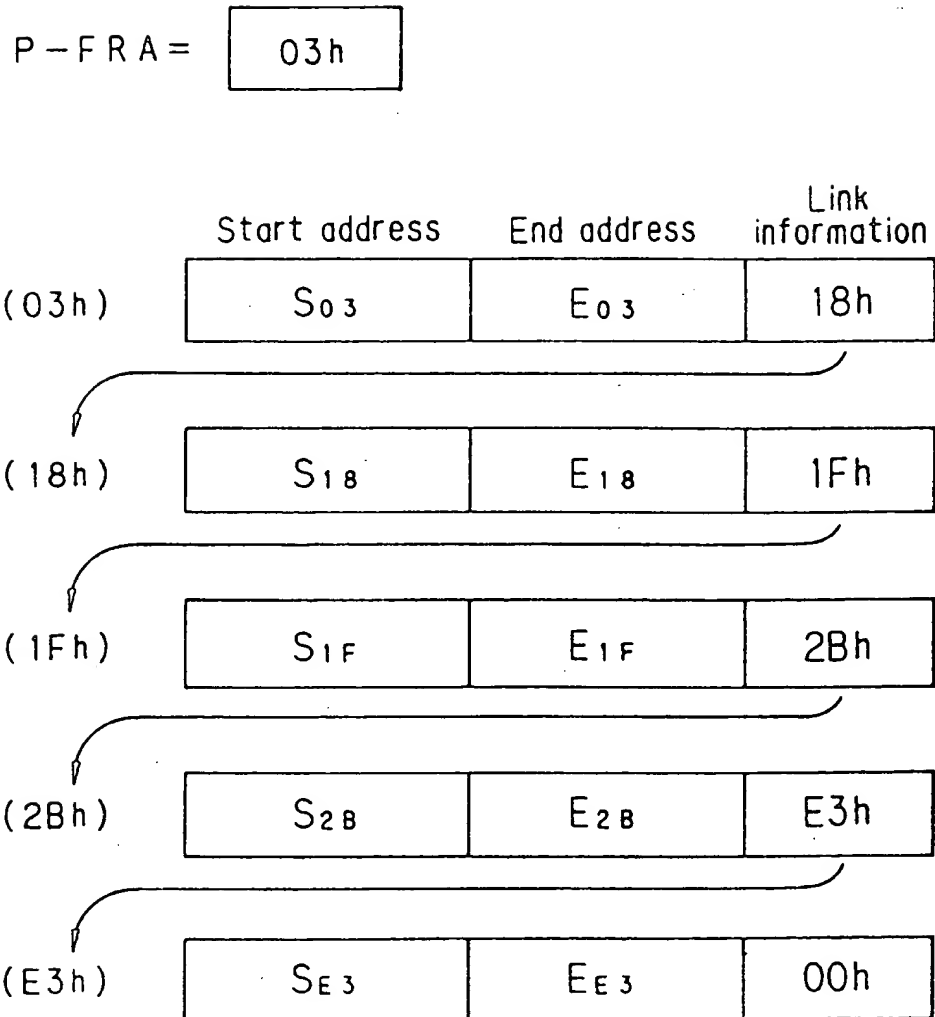 P-FRA= 03h
Start address End address Link information
(03h) S03 E03 18h
(18h) S18 E18 1Fh
(1Fh) S1F E1F 2Bh
(2Bh) S2B E2B E3h
(E3h) SE3 EE3 00h